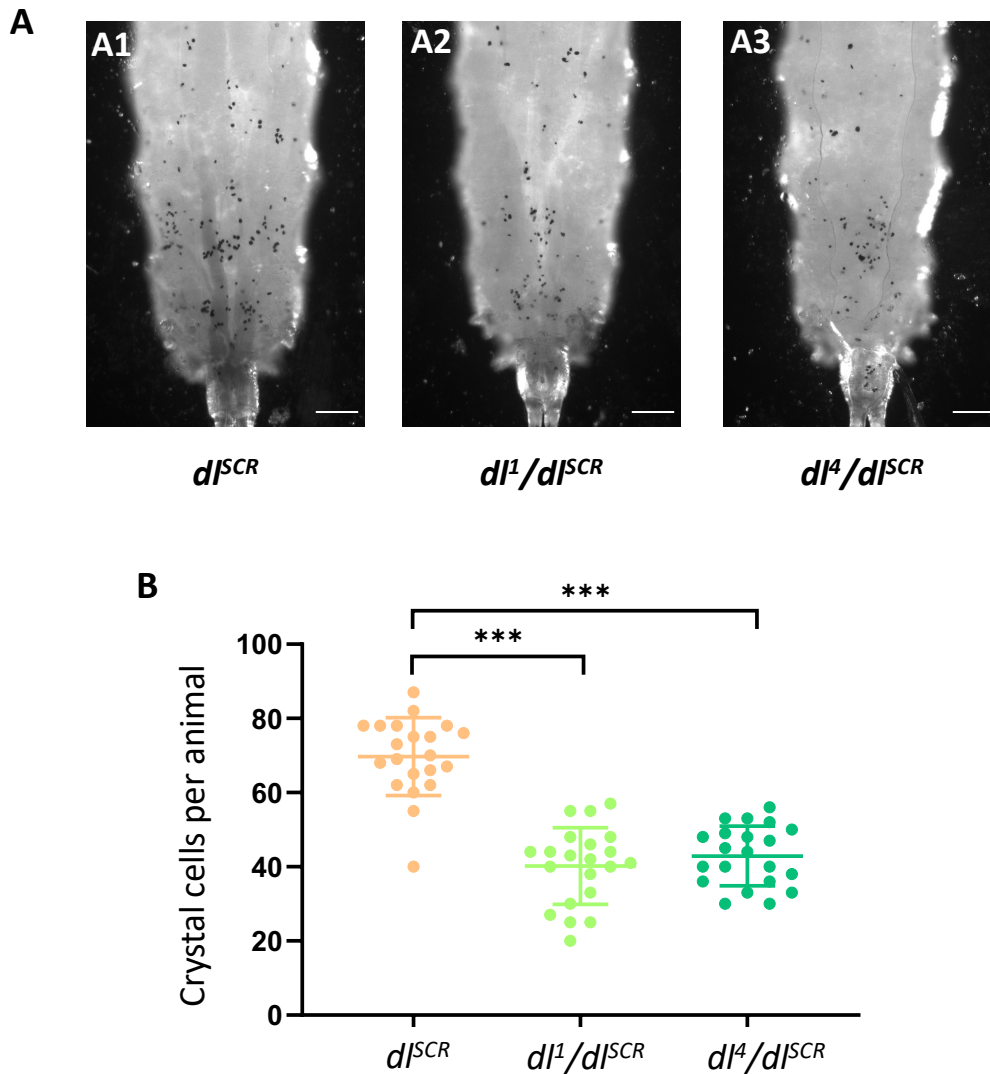 A
A1 A2 A3
dl^SCR dl^1/dl^SCR dl^4/dl^SCR
B
***
***
Crystal cells per animal
100
80
60
40
20
0
dl^SCR dl^1/dl^SCR dl^4/dl^SCR